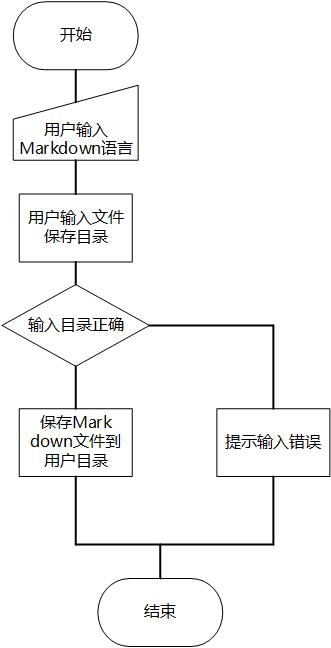 开始
用户输入
Markdown语言
用户输入文件
保存目录
输入目录正确
保存Mark
down文件到
用户目录
提示输入错误
结束